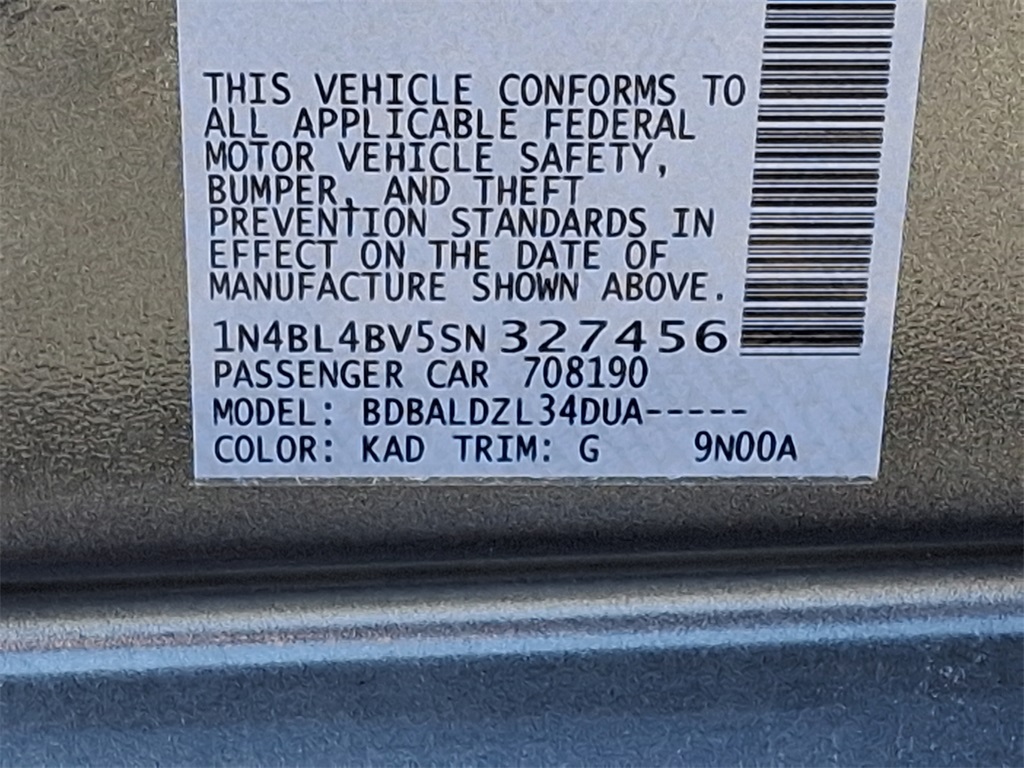 THIS VEHICLE CONFORMS TO
ALL APPLICABLE FEDERAL
MOTOR VEHICLE SAFETY,
BUMPER, AND THEFT
PREVENTION STANDARDS IN
EFFECT ON THE DATE OF
MANUFACTURE SHOWN ABOVE.
1N4BL4BV5SN327456
PASSENGER CAR 708190
MODEL: BDBALDZL34DUA-----
COLOR: KAD TRIM: G 9N00A